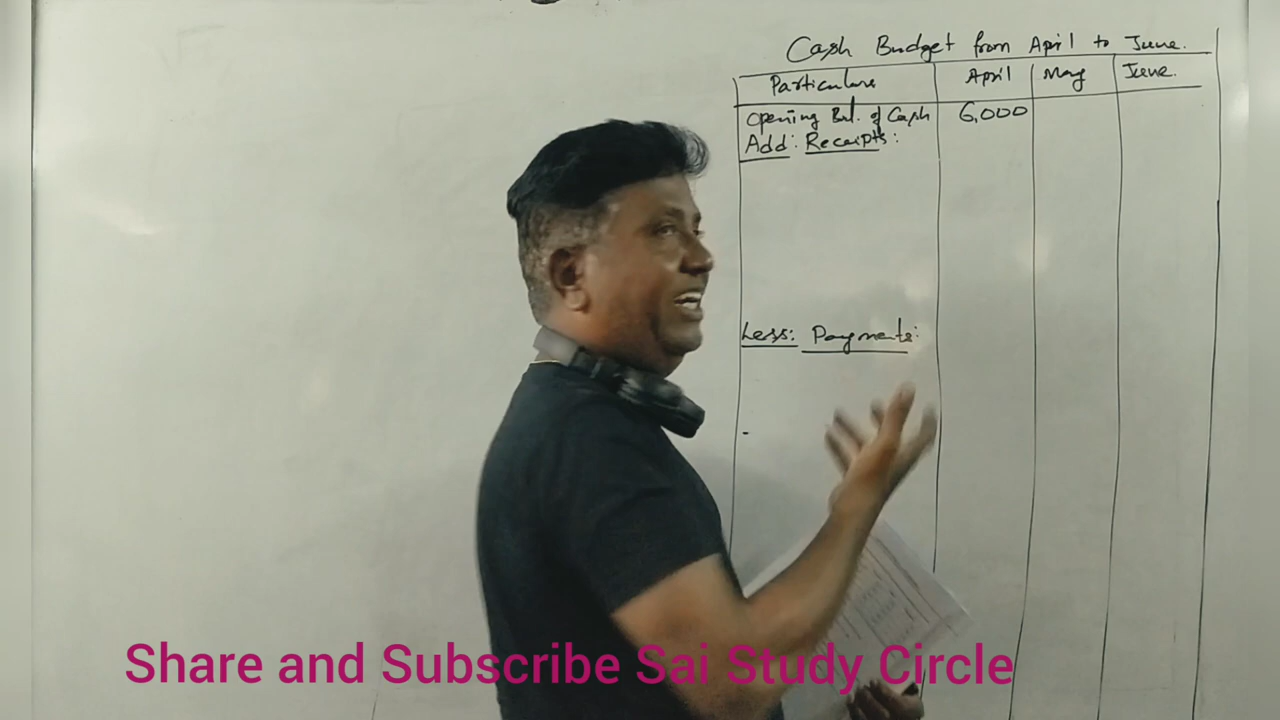 Cash Budget from April to June.
Particulars April May June.
Opening Bal. of Cash 6,000
Add: Receipts:
Less: Payments:
Share and Subscribe Sai Study Circle